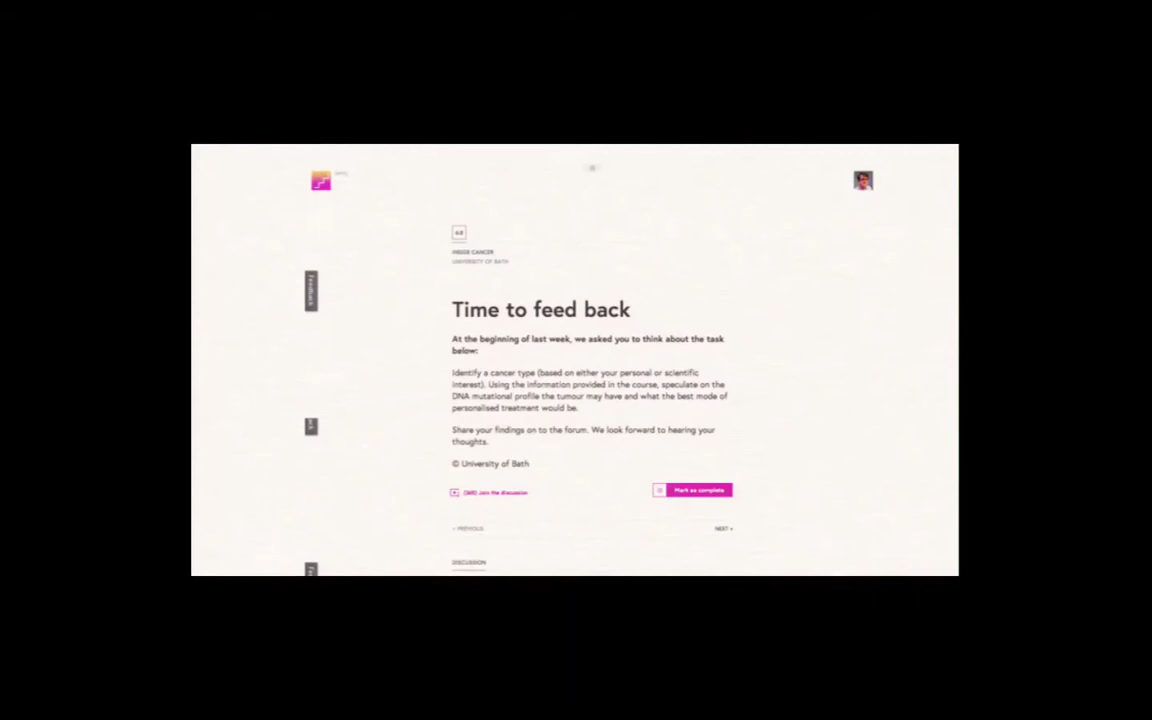 4.8
INSIDE CANCER
UNIVERSITY OF BATH
Feedback
Time to feed back
At the beginning of last week, we asked you to think about the task
below:
Identify a cancer type (based on either your personal or scientific
interest). Using the information provided in the course, speculate on the
DNA mutational profile the tumour may have and what the best mode of
personalised treatment would be.
Share your findings on to the forum. We look forward to hearing your
thoughts.
© University of Bath
Join the discussion
Mark as complete
< PREVIOUS
NEXT >
DISCUSSION